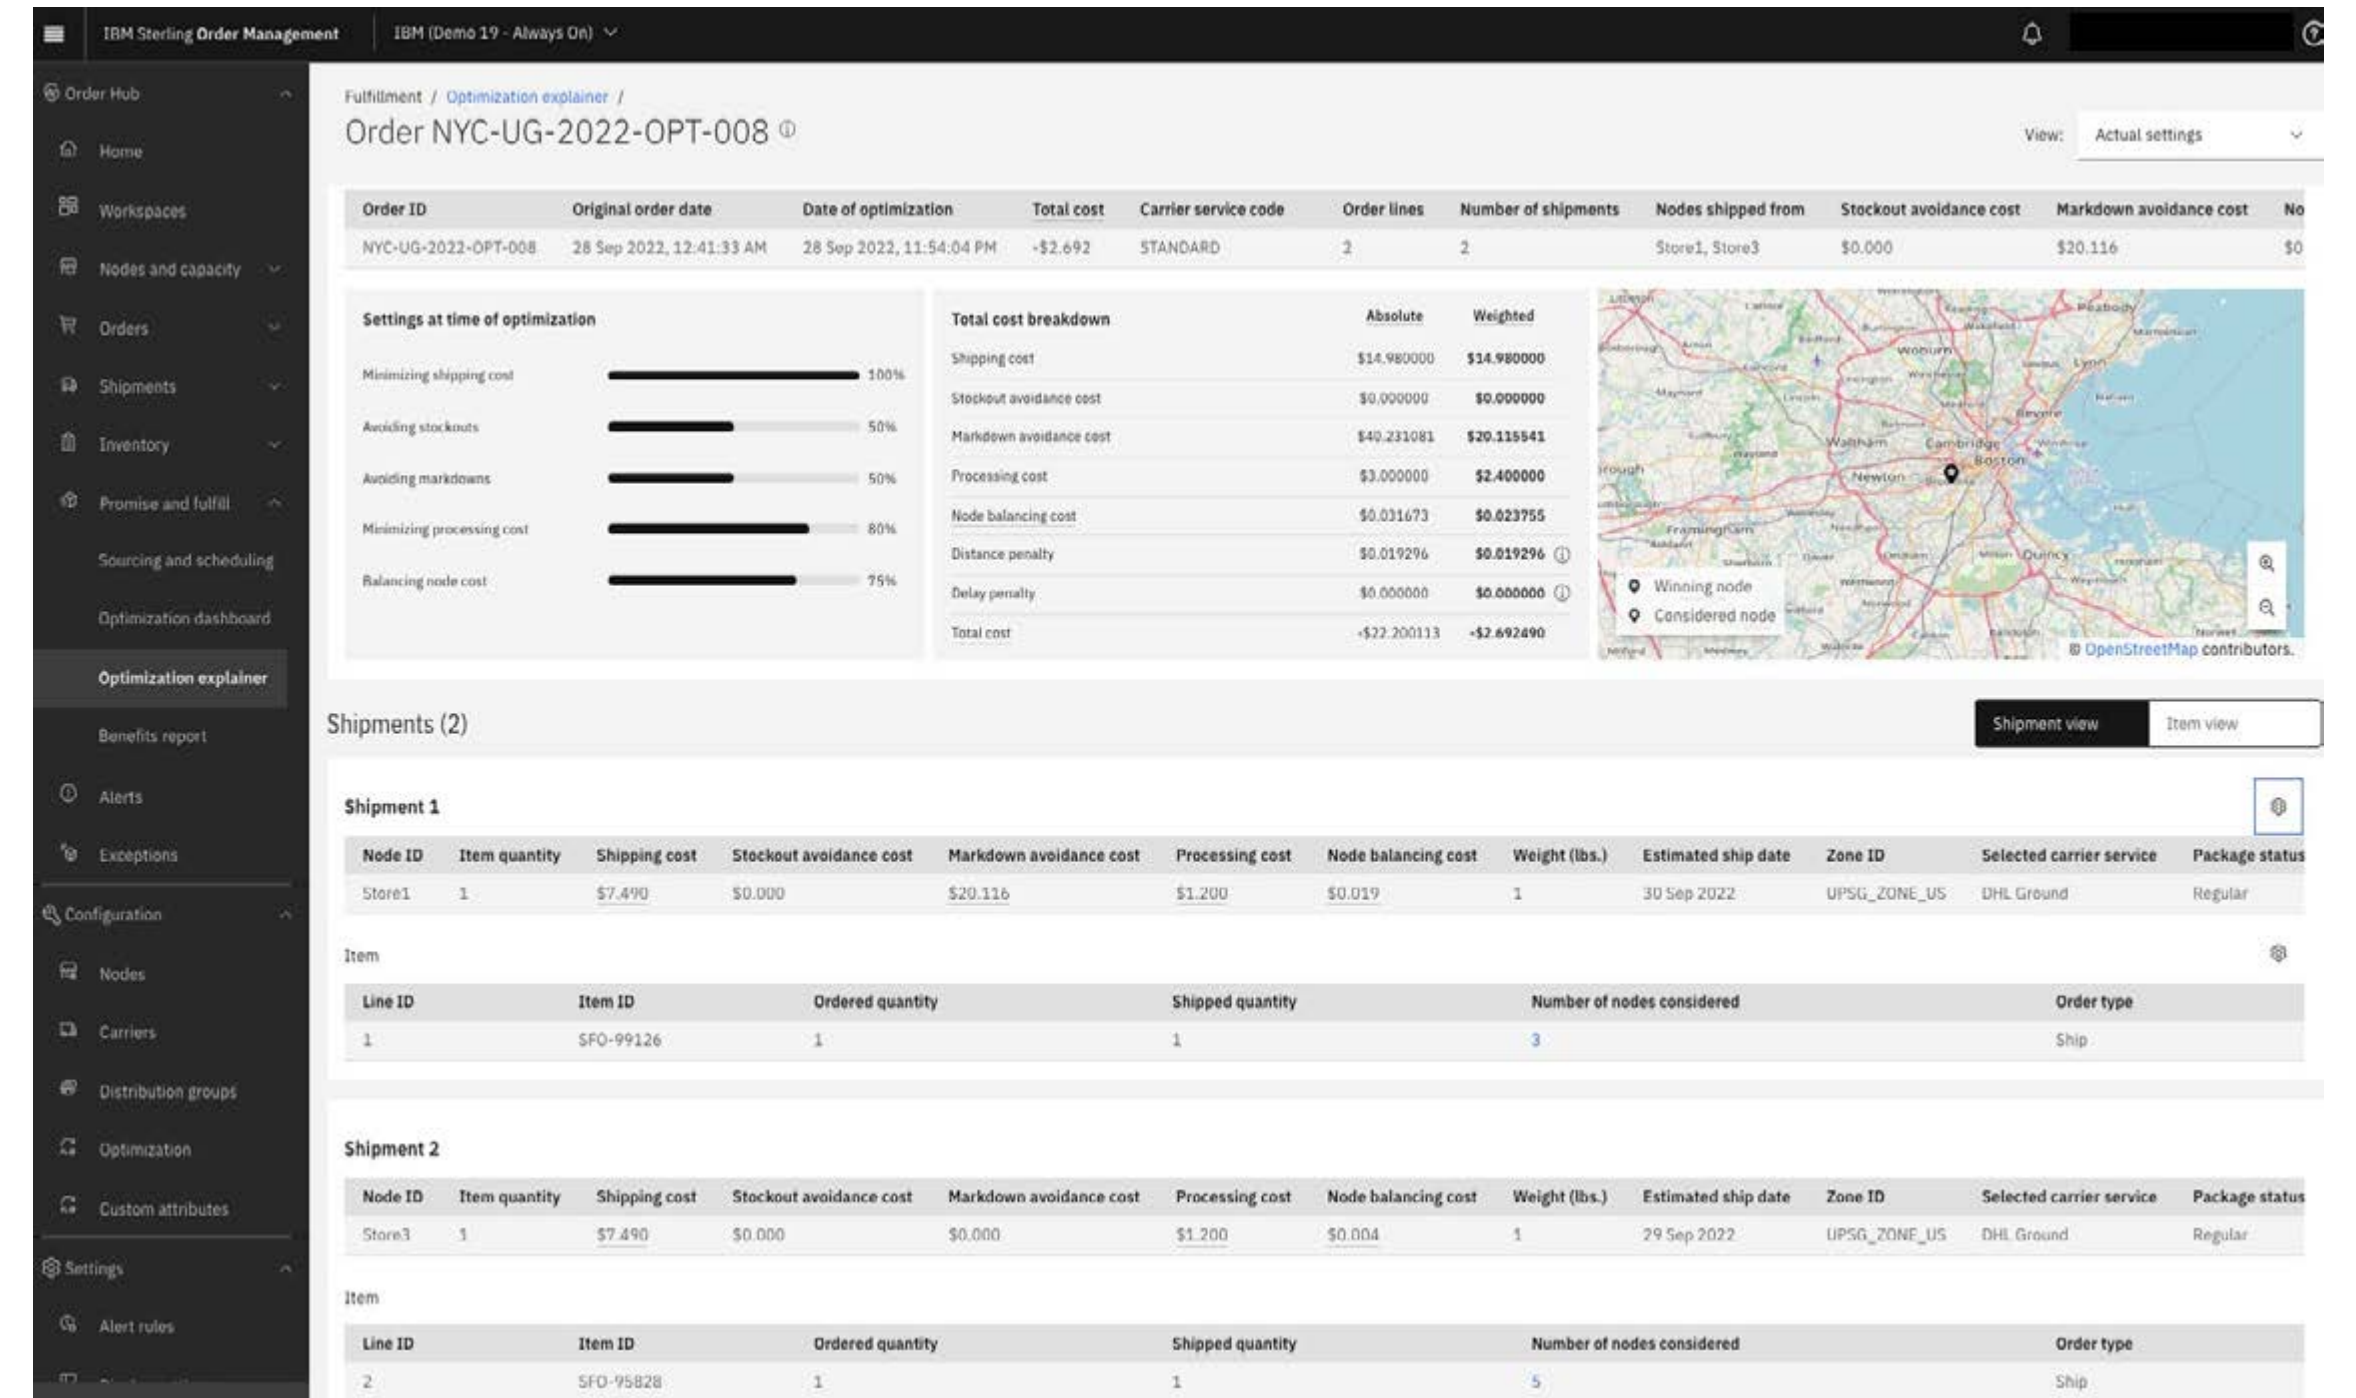 IBM Sterling Order Management
IBM (Demo 19 - Always On)
Order Hub
Home
Workspaces
Nodes and capacity
Orders
Shipments
Inventory
Promise and fulfill
Sourcing and scheduling
Optimization dashboard
Optimization explainer
Benefits report
Alerts
Exceptions
Configuration
Nodes
Carriers
Distribution groups
Optimization
Custom attributes
Settings
Alert rules
Fulfillment / Optimization explainer /
Order NYC-UG-2022-OPT-008
View: Actual settings
Order ID Original order date Date of optimization Total cost Carrier service code Order lines Number of shipments Nodes shipped from Stockout avoidance cost Markdown avoidance cost No
NYC-UG-2022-OPT-008 28 Sep 2022, 12:41:33 AM 28 Sep 2022, 11:54:04 PM -$2.692 STANDARD 2 2 Store1, Store3 $0.000 $20.116 $0
Settings at time of optimization
Minimizing shipping cost 100%
Avoiding stockouts 50%
Avoiding markdowns 50%
Minimizing processing cost 80%
Balancing node cost 75%
Total cost breakdown Absolute Weighted
Shipping cost $14.980000 $14.980000
Stockout avoidance cost $0.000000 $0.000000
Markdown avoidance cost $40.231081 $20.115541
Processing cost $3.000000 $2.400000
Node balancing cost $0.031673 $0.023755
Distance penalty $0.019296 $0.019296
Delay penalty $0.000000 $0.000000
Total cost -$22.200113 -$2.692490
Peabody
Woburn
Lynn
Revere
Waltham
Cambridge
Boston
Newton
Framingham
Quincy
Winning node
Considered node
© OpenStreetMap contributors.
Shipments (2)
Shipment view Item view
Shipment 1
Node ID Item quantity Shipping cost Stockout avoidance cost Markdown avoidance cost Processing cost Node balancing cost Weight (lbs.) Estimated ship date Zone ID Selected carrier service Package status
Store1 1 $7.490 $0.000 $20.116 $1.200 $0.019 1 30 Sep 2022 UPSG_ZONE_US DHL Ground Regular
Item
Line ID Item ID Ordered quantity Shipped quantity Number of nodes considered Order type
1 SFO-99126 1 1 3 Ship
Shipment 2
Node ID Item quantity Shipping cost Stockout avoidance cost Markdown avoidance cost Processing cost Node balancing cost Weight (lbs.) Estimated ship date Zone ID Selected carrier service Package status
Store3 1 $7.490 $0.000 $0.000 $1.200 $0.004 1 29 Sep 2022 UPSG_ZONE_US DHL Ground Regular
Item
Line ID Item ID Ordered quantity Shipped quantity Number of nodes considered Order type
2 SFO-95828 1 1 5 Ship